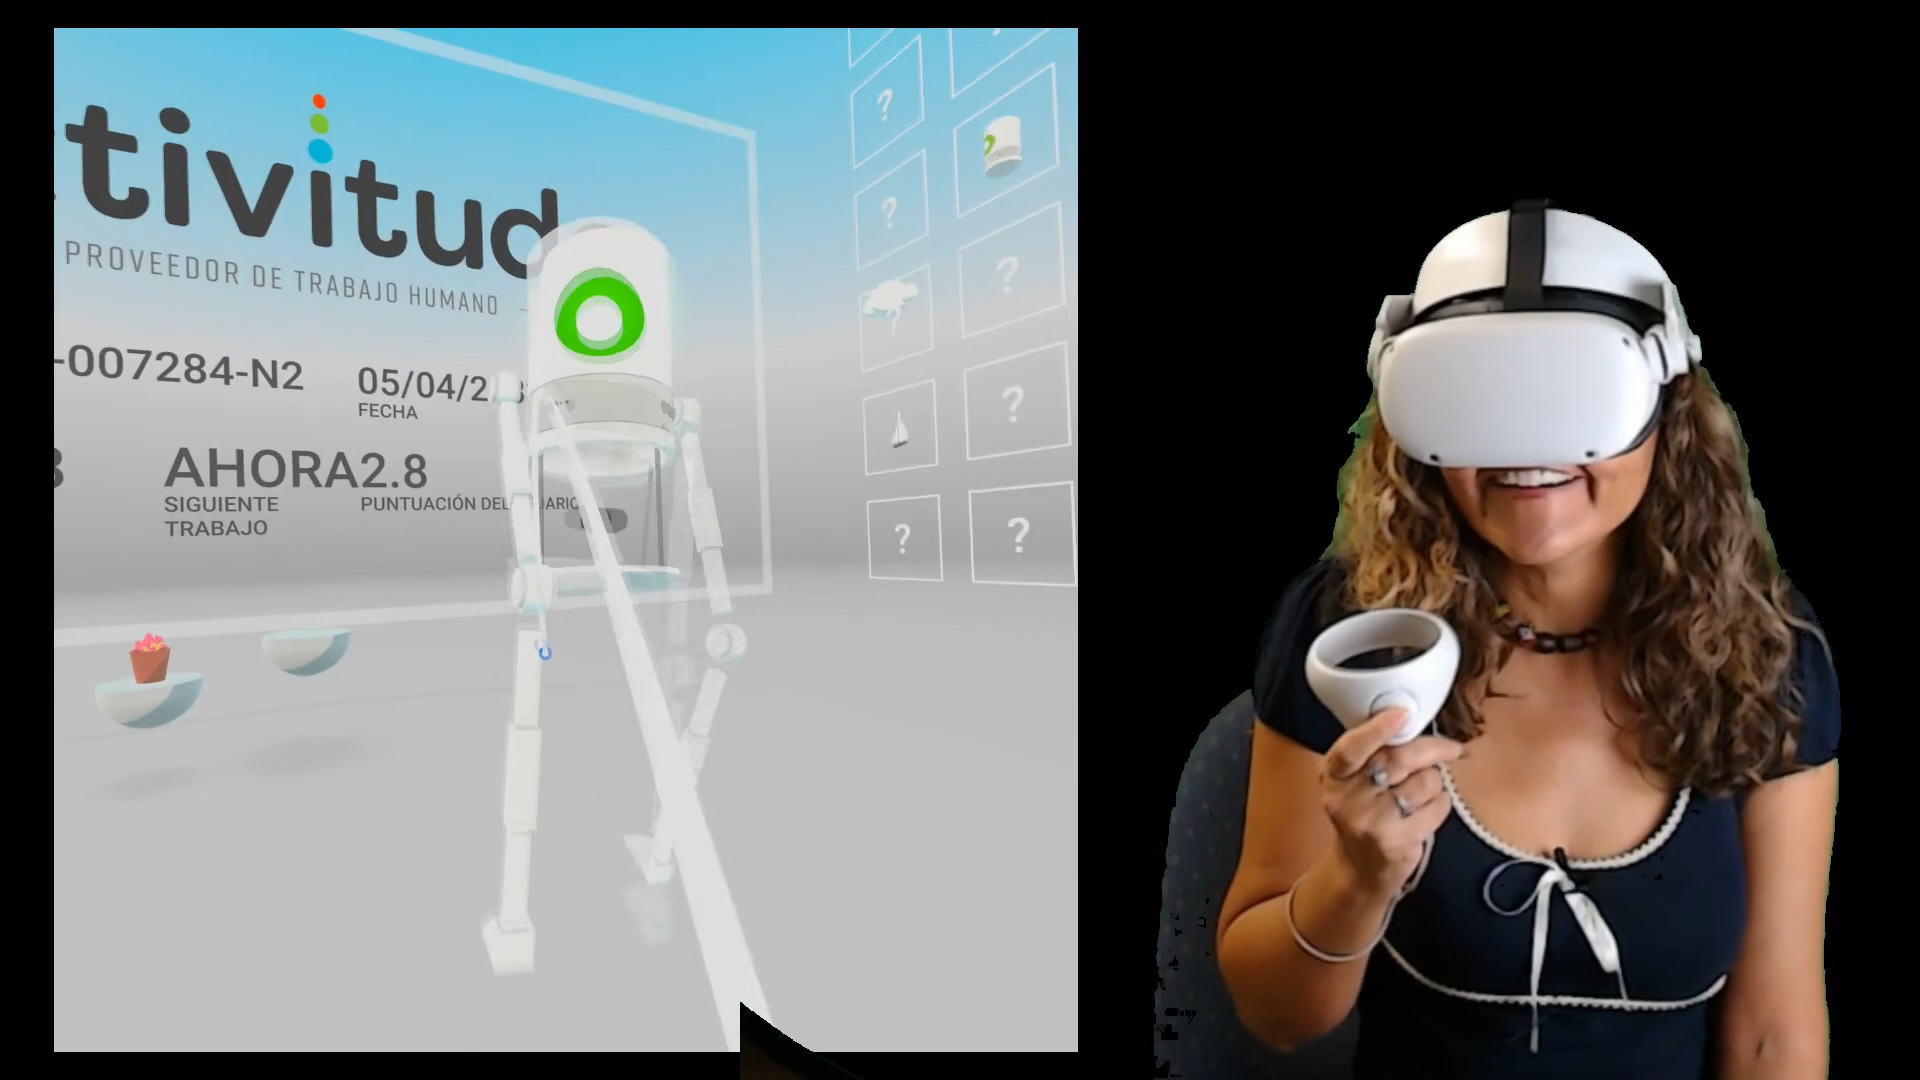 tivitud
PROVEEDOR DE TRABAJO HUMANO
-007284-N2
05/04/2
FECHA
AHORA
2.8
SIGUIENTE
TRABAJO
PUNTUACIÓN DEL
?
?
?
?
?
?
?
?